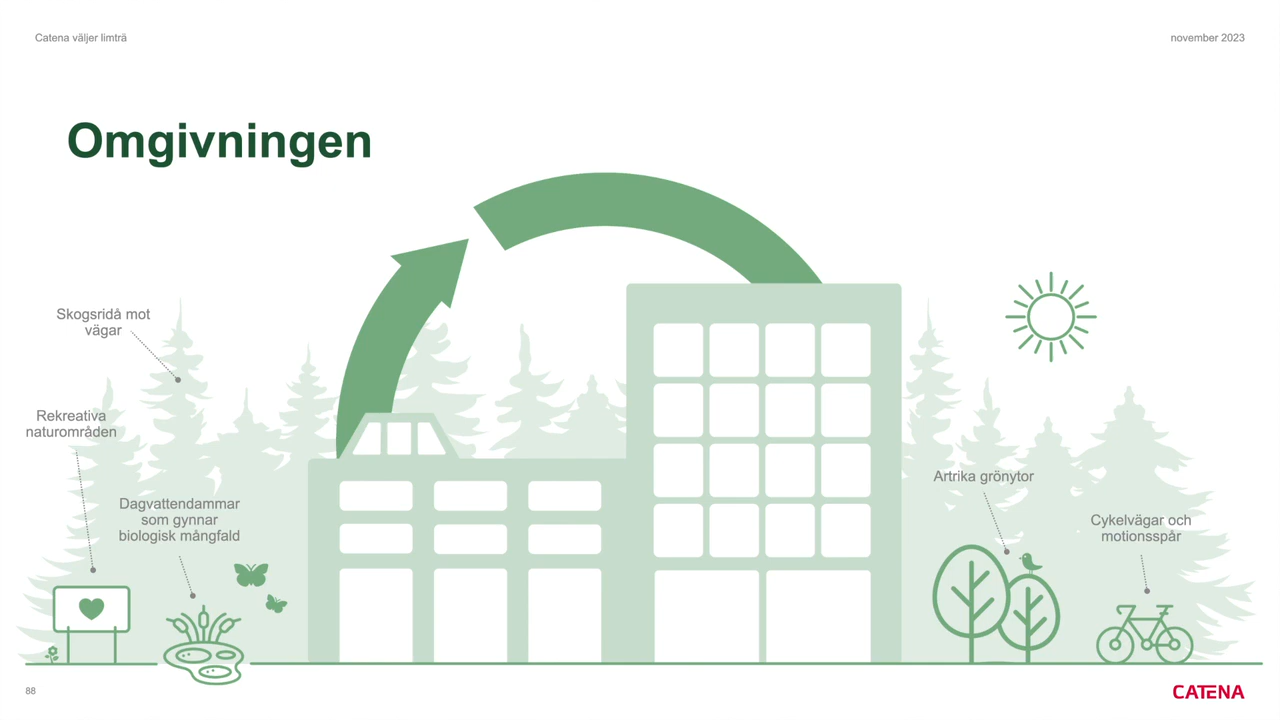 Catena väljer limträ
november 2023
Omgivningen
Skogsridå mot
vägar
Rekreativa
naturområden
Dagvattendammar
som gynnar
biologisk mångfald
Artrika grönytor
Cykelvägar och
motionsspår
88
CATENA